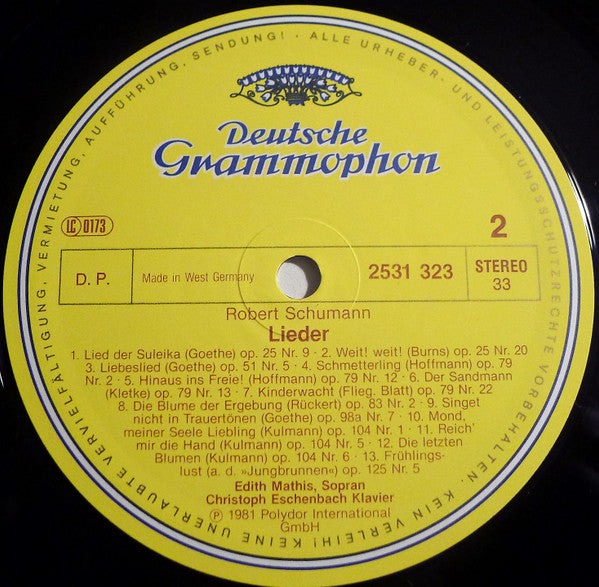 KEINE UNERLAUBTE VERVIELFÄLTIGUNG, VERMIETUNG, AUFFÜHRUNG, SENDUNG! · ALLE URHEBER- UND LEISTUNGSSCHUTZRECHTE VORBEHALTEN · KEIN VERLEIH!
Deutsche
Grammophon
LC 0173
2
D. P.
Made in West Germany
2531 323
STEREO
33
Robert Schumann
Lieder
1. Lied der Suleika (Goethe) op. 25 Nr. 9 · 2. Weit! weit! (Burns) op. 25 Nr. 20
3. Liebeslied (Goethe) op. 51 Nr. 5 · 4. Schmetterling (Hoffmann) op. 79
Nr. 2 · 5. Hinaus ins Freie! (Hoffmann) op. 79 Nr. 12 · 6. Der Sandmann
(Kletke) op. 79 Nr. 13 · 7. Kinderwacht (Flieg. Blatt) op. 79 Nr. 22
8. Die Blume der Ergebung (Rückert) op. 83 Nr. 2 · 9. Singet
nicht in Trauertönen (Goethe) op. 98a Nr. 7 · 10. Mond,
meiner Seele Liebling (Kulmann) op. 104 Nr. 1 · 11. Reich'
mir die Hand (Kulmann) op. 104 Nr. 5 · 12. Die letzten
Blumen (Kulmann) op. 104 Nr. 6 · 13. Frühlings-
lust (a. d. »Jungbrunnen«) op. 125 Nr. 5
Edith Mathis, Sopran
Christoph Eschenbach Klavier
℗ 1981 Polydor International
GmbH